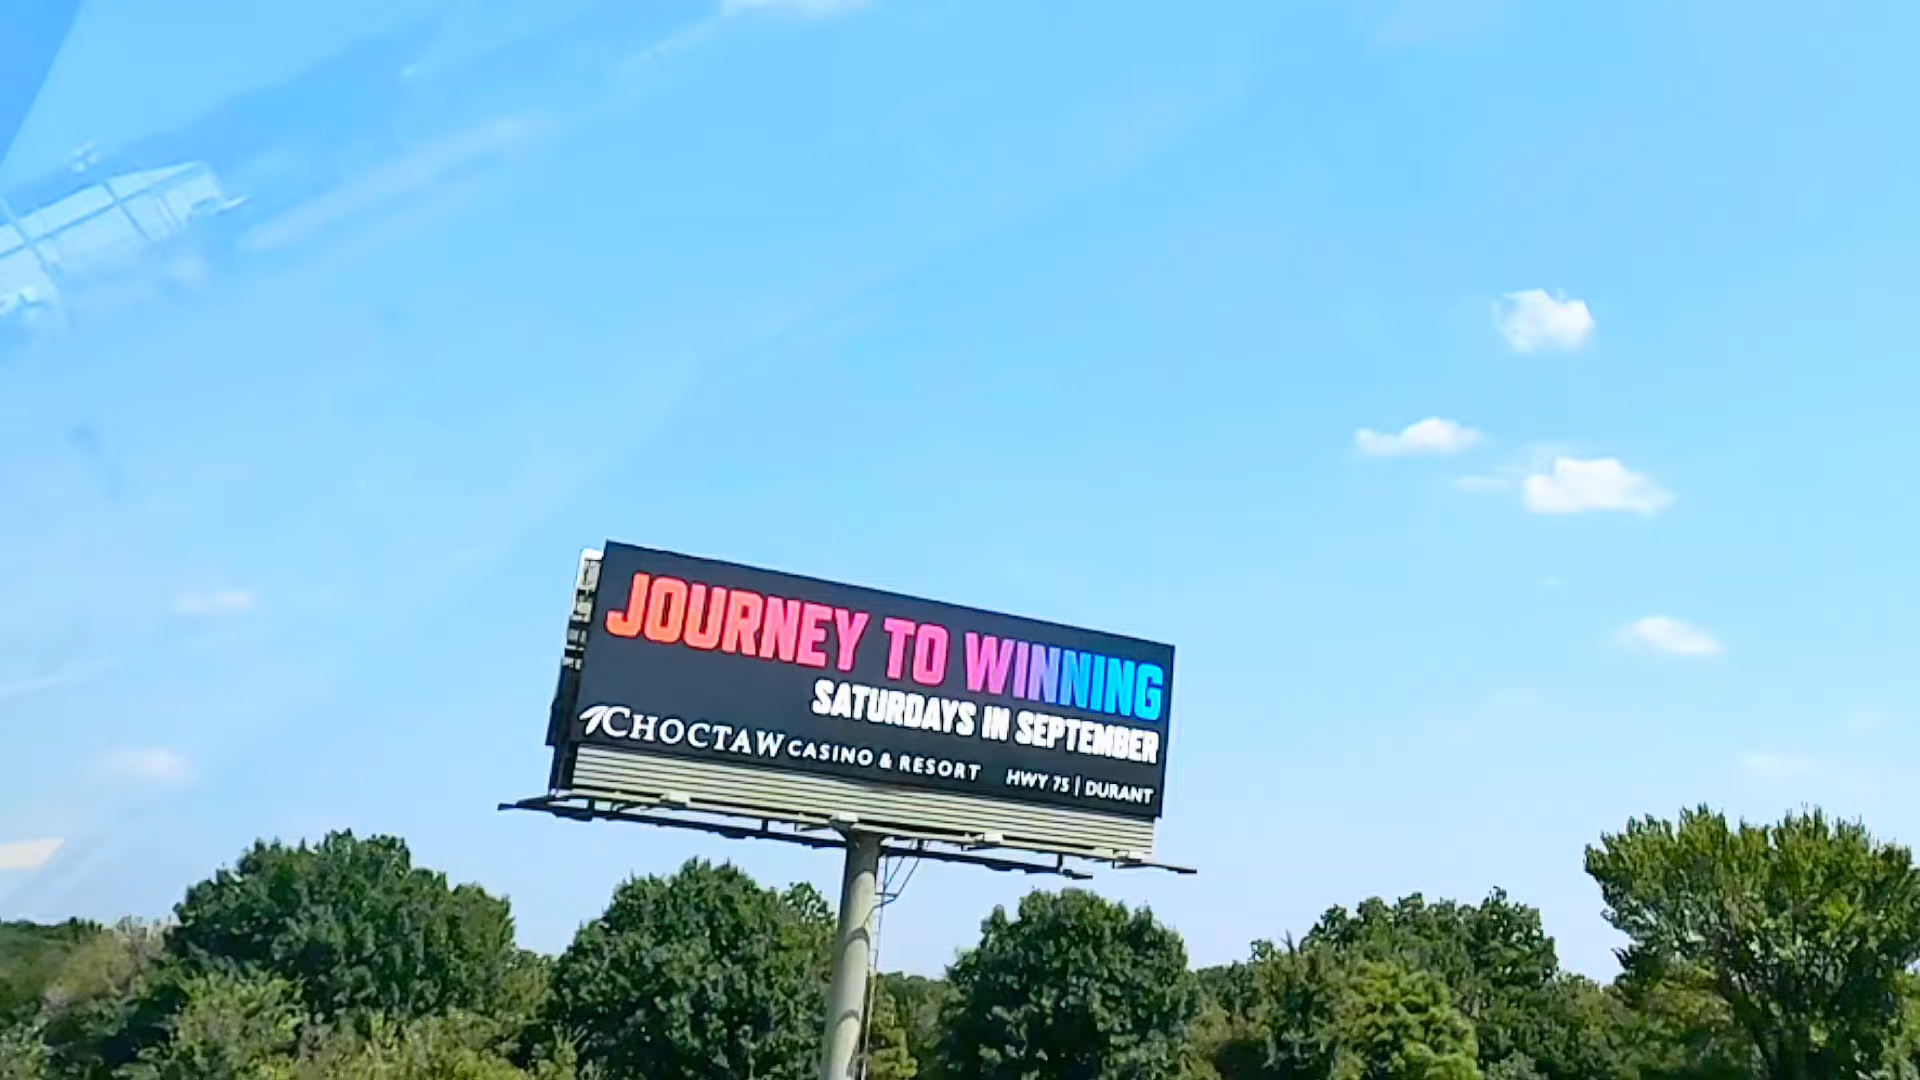 JOURNEY TO WINNING
SATURDAYS IN SEPTEMBER
CHOCTAW CASINO & RESORT HWY 75 | DURANT